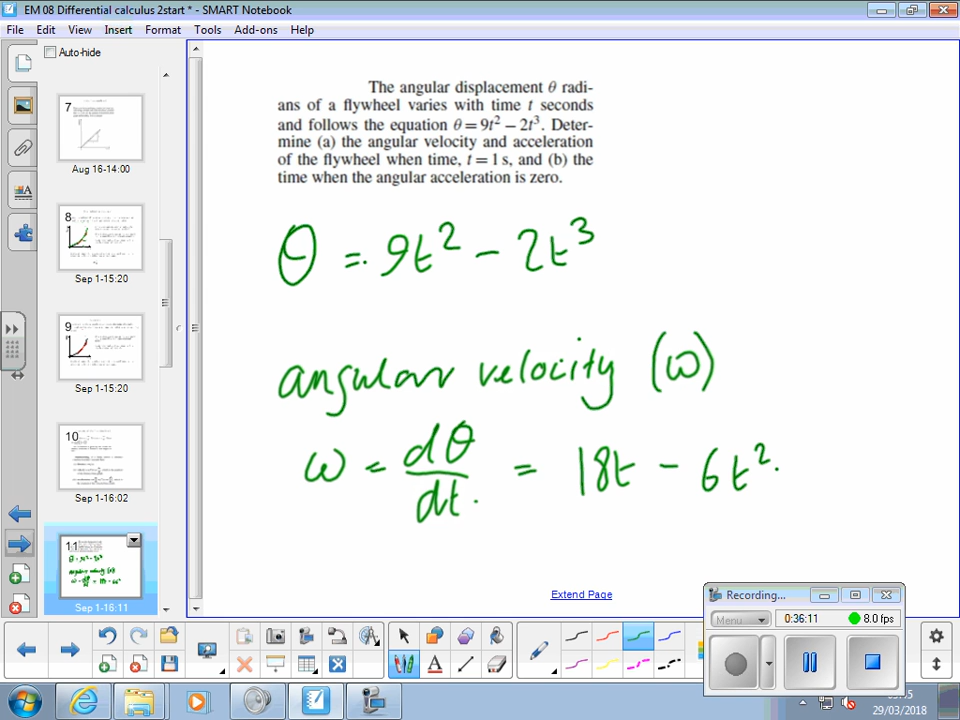 EM 08 Differential calculus 2start * - SMART Notebook
File Edit View Insert Format Tools Add-ons Help
Auto-hide
7
Aug 16-14:00
8
Sep 1-15:20
9
Sep 1-15:20
10
Sep 1-16:02
11
Sep 1-16:11
The angular displacement θ radi-
ans of a flywheel varies with time t seconds
and follows the equation θ = 9t² − 2t³. Deter-
mine (a) the angular velocity and acceleration
of the flywheel when time, t = 1 s, and (b) the
time when the angular acceleration is zero.
θ = 9t² − 2t³
angular velocity (ω)
ω = dθ/dt = 18t − 6t²
Extend Page
Recording...
Menu
0:36:11
8.0 fps
29/03/2018